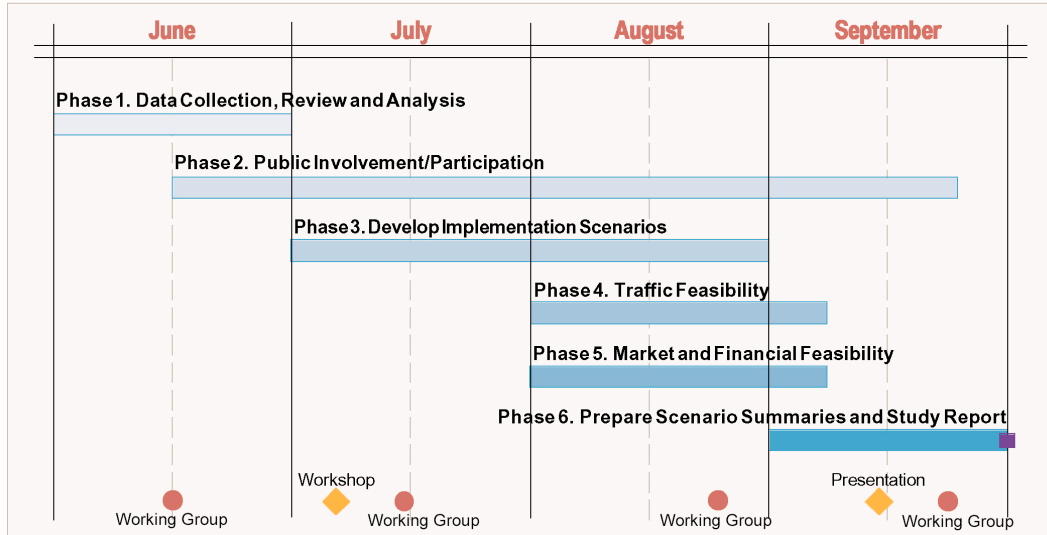 June July August September
Phase 1. Data Collection, Review and Analysis
Phase 2. Public Involvement/Participation
Phase 3. Develop Implementation Scenarios
Phase 4. Traffic Feasibility
Phase 5. Market and Financial Feasibility
Phase 6. Prepare Scenario Summaries and Study Report
Workshop Presentation
Working Group Working Group Working Group Working Group